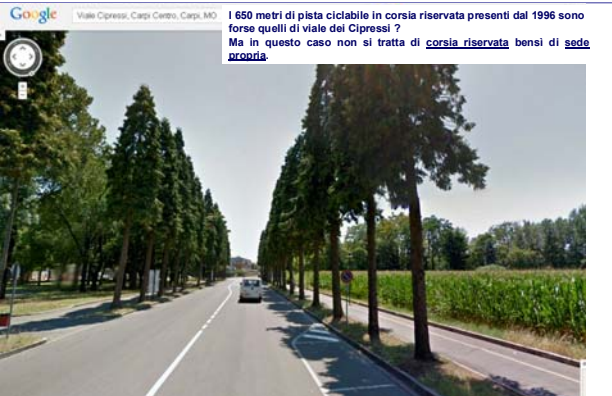 Google
Viale Cipressi, Carpi Centro, Carpi, MO
I 650 metri di pista ciclabile in corsia riservata presenti dal 1996 sono
forse quelli di viale dei Cipressi ?
Ma in questo caso non si tratta di corsia riservata bensì di sede
propria.